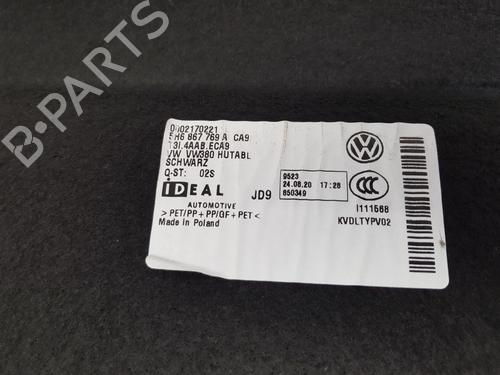 0002170221
5H6 867 769 A CA9
T3I.4AAB.ECA9
VW VW380 HUTABL
SCHWARZ
Q-ST: 02S
IDEAL
AUTOMOTIVE
JD9
> PET/PP + PP/GF + PET <
Made in Poland
9523
24.08.20 17:28
850349
I111568
KVDLTYPV02
B-PARTS